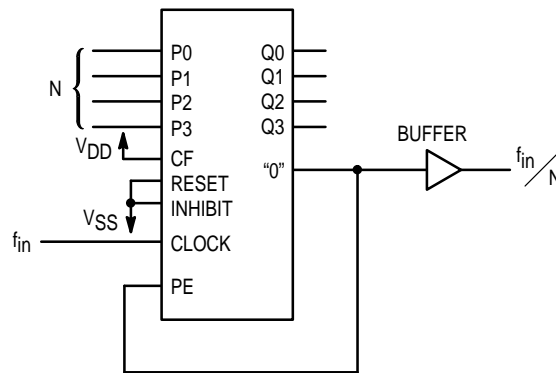 N
P0
P1
P2
P3
VDD
CF
RESET
INHIBIT
VSS
fin
CLOCK
PE
Q0
Q1
Q2
Q3
“0”
BUFFER
fin/N